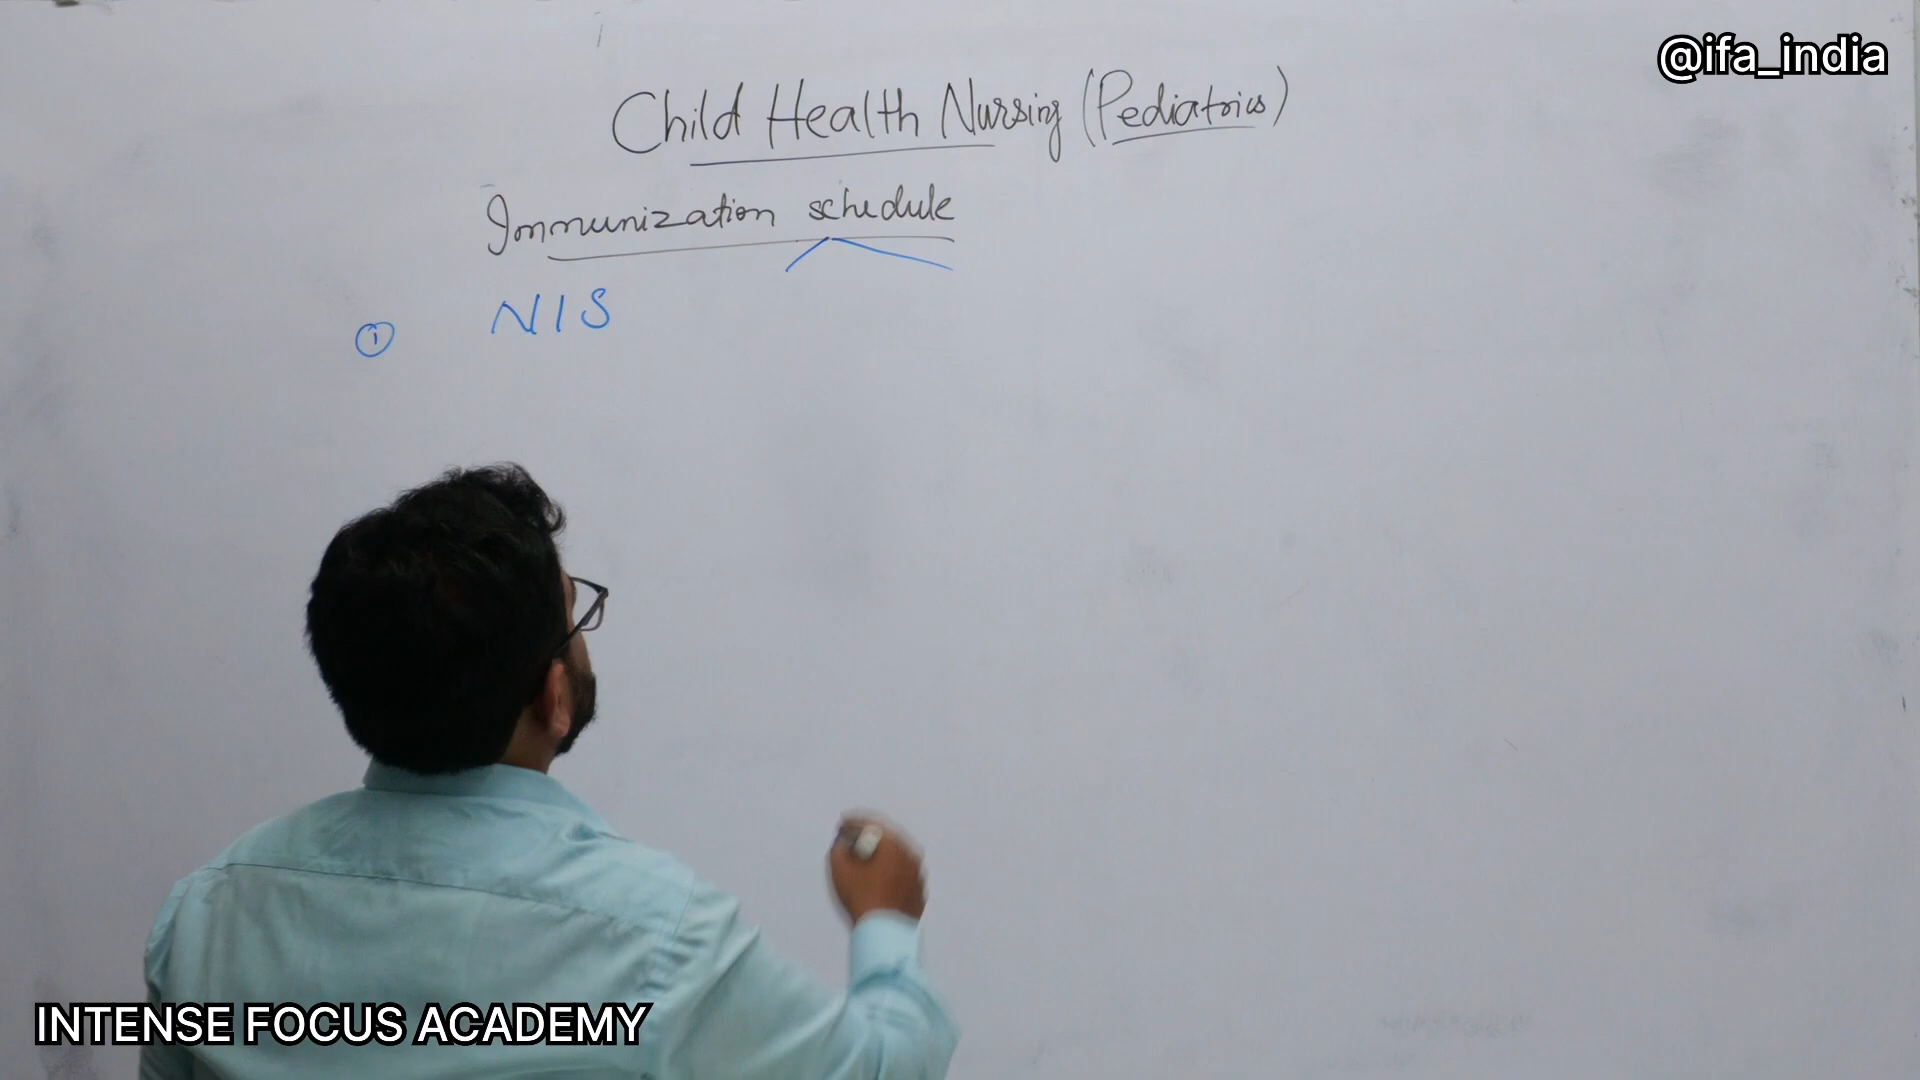 @ifa_india
Child Health Nursing (Pediatrics)
Immunization schedule
① NIS
INTENSE FOCUS ACADEMY